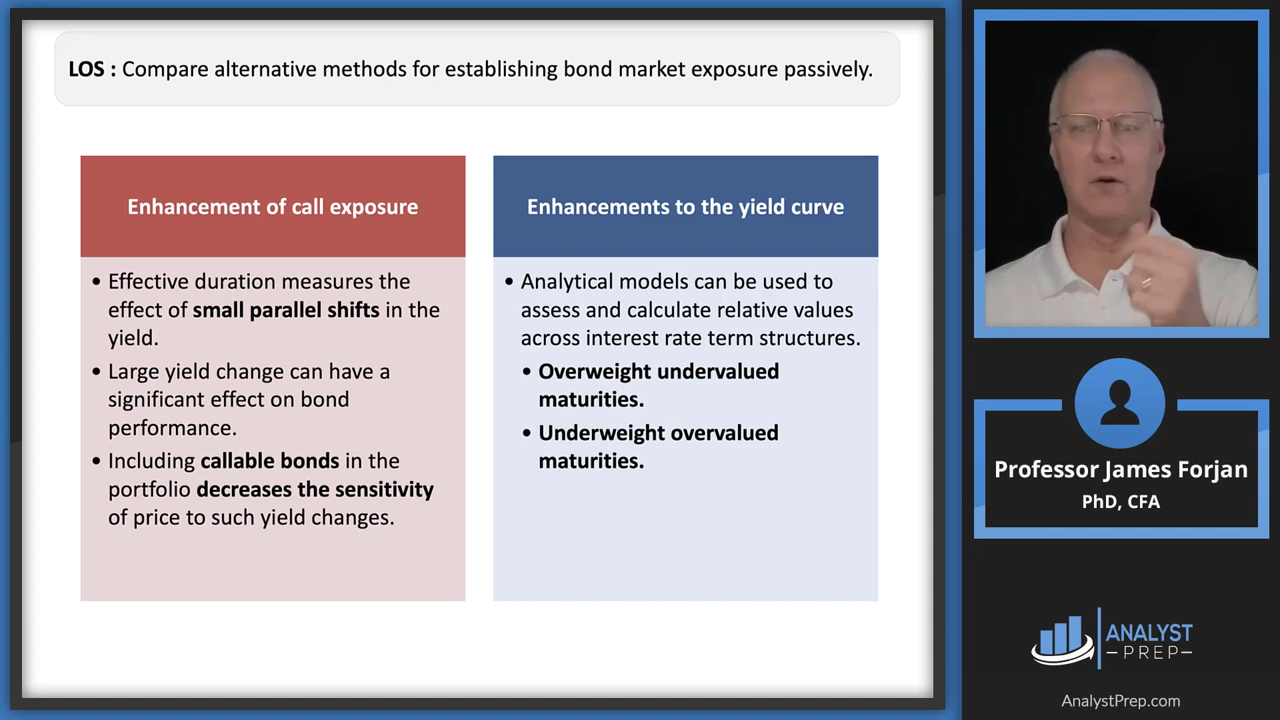 LOS : Compare alternative methods for establishing bond market exposure passively.
Enhancement of call exposure
• Effective duration measures the
effect of small parallel shifts in the
yield.
• Large yield change can have a
significant effect on bond
performance.
• Including callable bonds in the
portfolio decreases the sensitivity
of price to such yield changes.
Enhancements to the yield curve
• Analytical models can be used to
assess and calculate relative values
across interest rate term structures.
• Overweight undervalued
maturities.
• Underweight overvalued
maturities.
Professor James Forjan
PhD, CFA
ANALYST
–PREP–
AnalystPrep.com